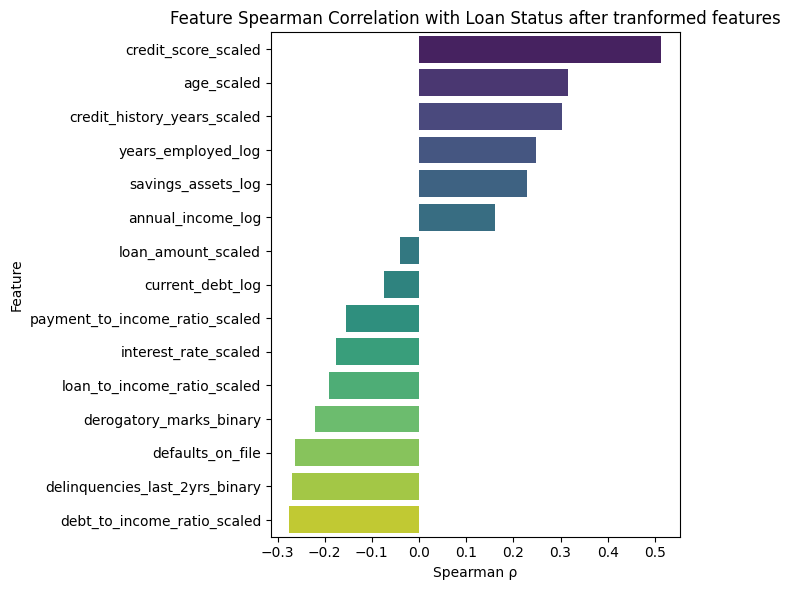 Feature Spearman Correlation with Loan Status after tranformed features
credit_score_scaled
age_scaled
credit_history_years_scaled
years_employed_log
savings_assets_log
annual_income_log
loan_amount_scaled
current_debt_log
payment_to_income_ratio_scaled
interest_rate_scaled
loan_to_income_ratio_scaled
derogatory_marks_binary
defaults_on_file
delinquencies_last_2yrs_binary
debt_to_income_ratio_scaled
Feature
−0.3 −0.2 −0.1 0.0 0.1 0.2 0.3 0.4 0.5
Spearman ρ